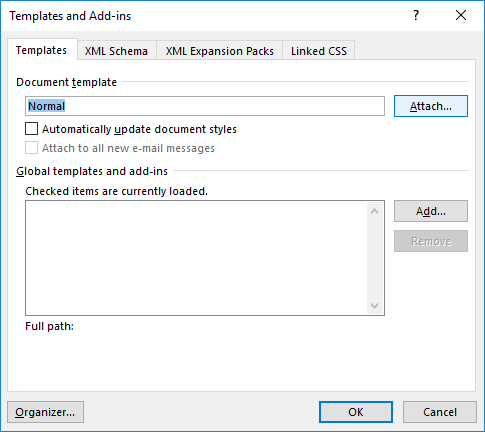 Templates and Add-ins
Templates XML Schema XML Expansion Packs Linked CSS
Document template
Normal Attach...
Automatically update document styles
Attach to all new e-mail messages
Global templates and add-ins
Checked items are currently loaded.
Add...
Remove
Full path:
Organizer... OK Cancel